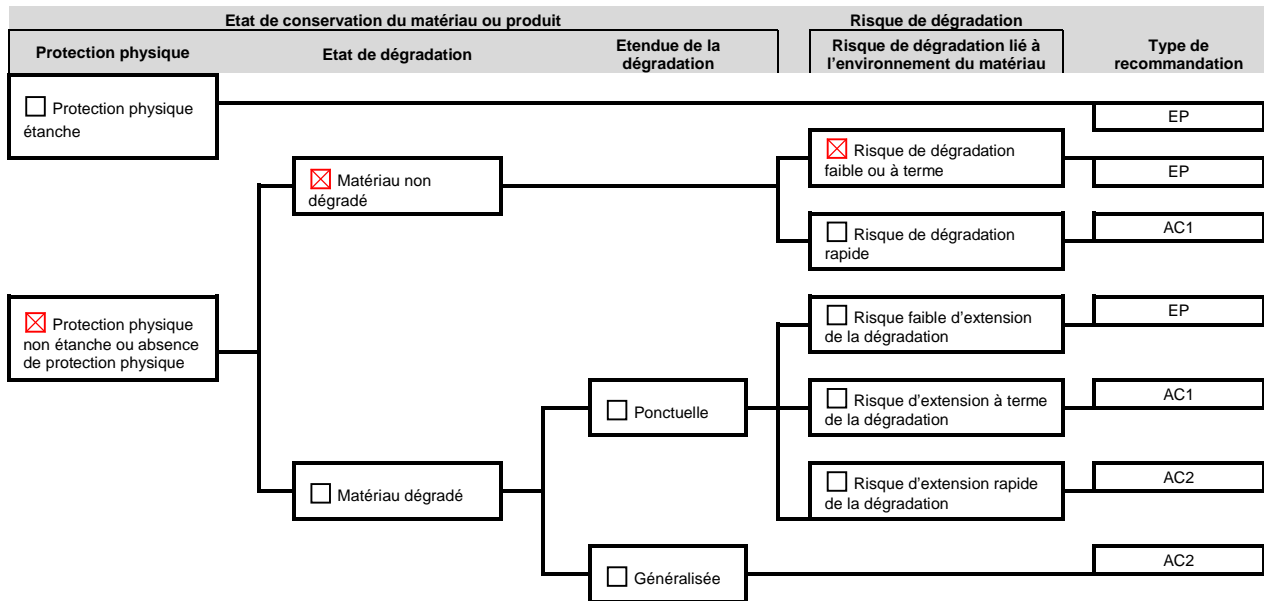 Etat de conservation du matériau ou produit
Risque de dégradation
Protection physique
Etat de dégradation
Etendue de la
dégradation
Risque de dégradation lié à
l'environnement du matériau
Type de
recommandation
Protection physique
étanche
EP
Matériau non
dégradé
Risque de dégradation
faible ou à terme
EP
Risque de dégradation
rapide
AC1
Protection physique
non étanche ou absence
de protection physique
Risque faible d'extension
de la dégradation
EP
Ponctuelle
Risque d'extension à terme
de la dégradation
AC1
Matériau dégradé
Risque d'extension rapide
de la dégradation
AC2
Généralisée
AC2